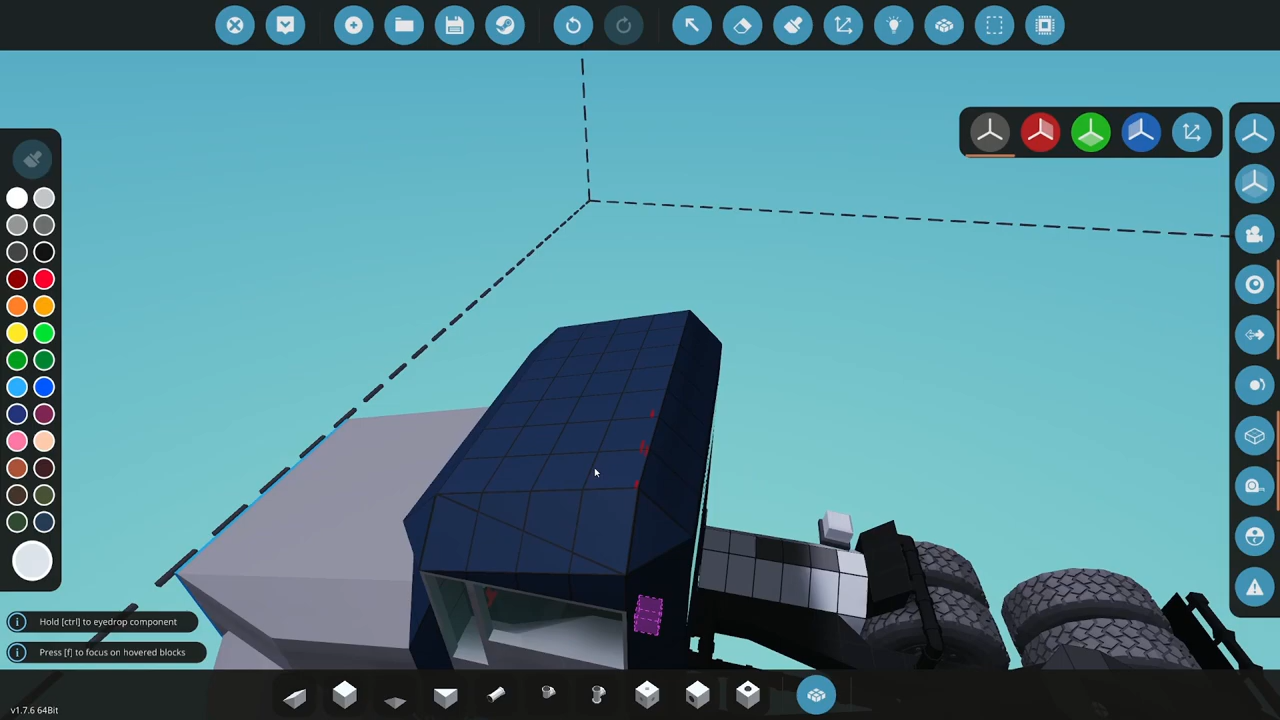 Hold [ctrl] to eyedrop component
Press [f] to focus on hovered blocks
v1.7.6 64Bit